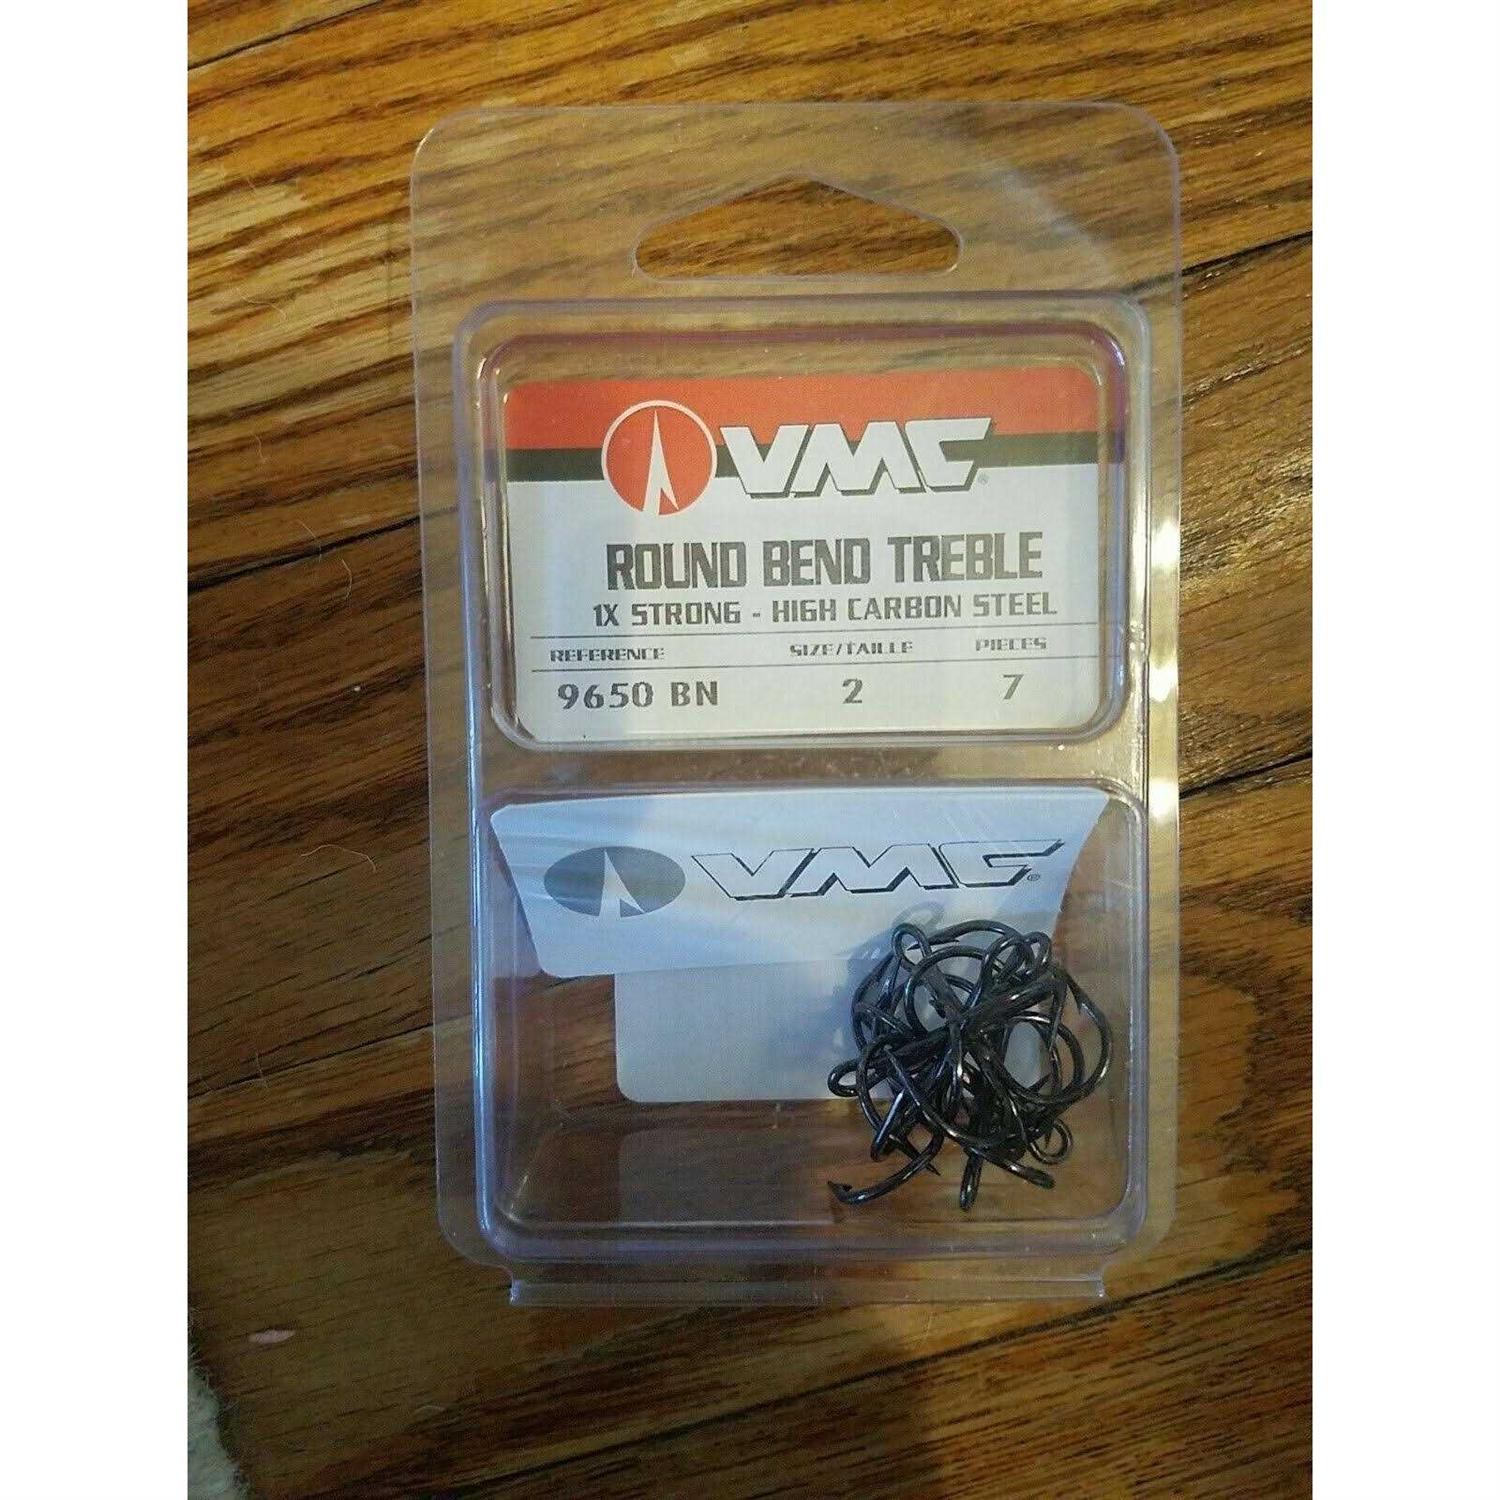 VMC®
ROUND BEND TREBLE
1X STRONG - HIGH CARBON STEEL
REFERENCE SIZE/TAILLE PIECES
9650 BN 2 7
VMC®